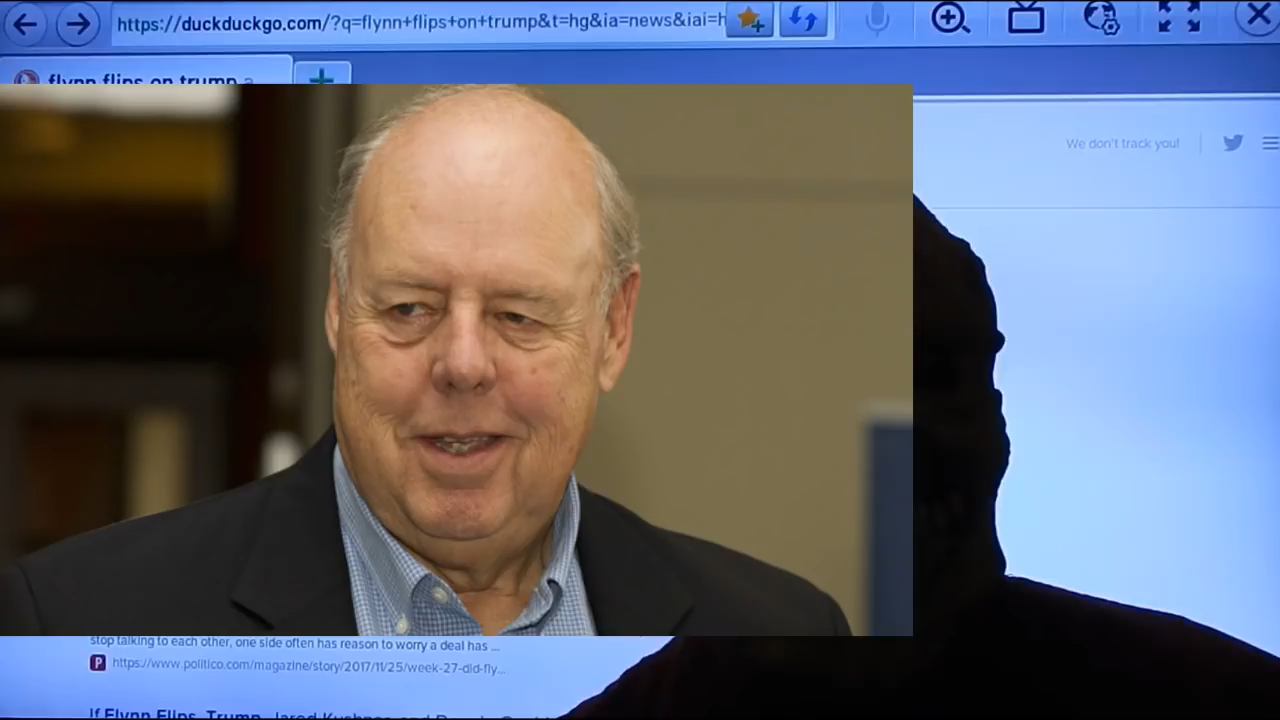 https://duckduckgo.com/?q=flynn+flips+on+trump&t=hg&ia=news&iai=h
flynn flips on trump a
We don't track you!
stop talking to each other, one side often has reason to worry a deal has ...
P https://www.politico.com/magazine/story/2017/11/25/week-27-did-fly...
If Flynn Flips, Trump, Jared Kushner and